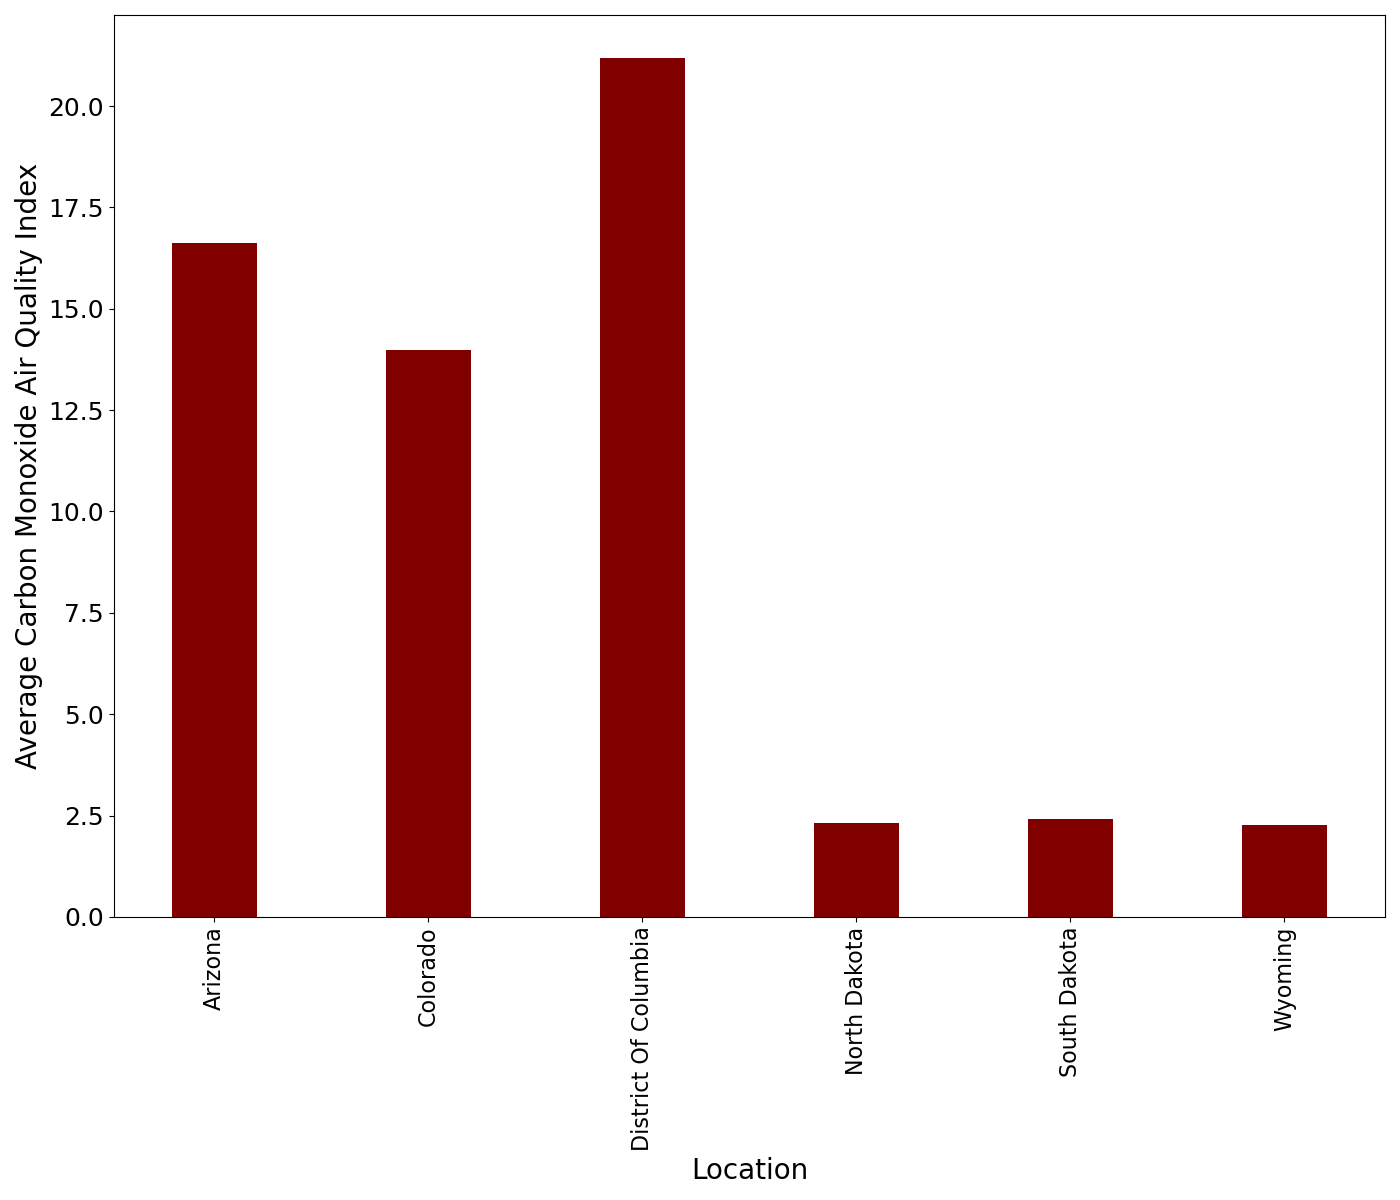 Average Carbon Monoxide Air Quality Index
20.0
17.5
15.0
12.5
10.0
7.5
5.0
2.5
0.0
Arizona
Colorado
District Of Columbia
North Dakota
South Dakota
Wyoming
Location